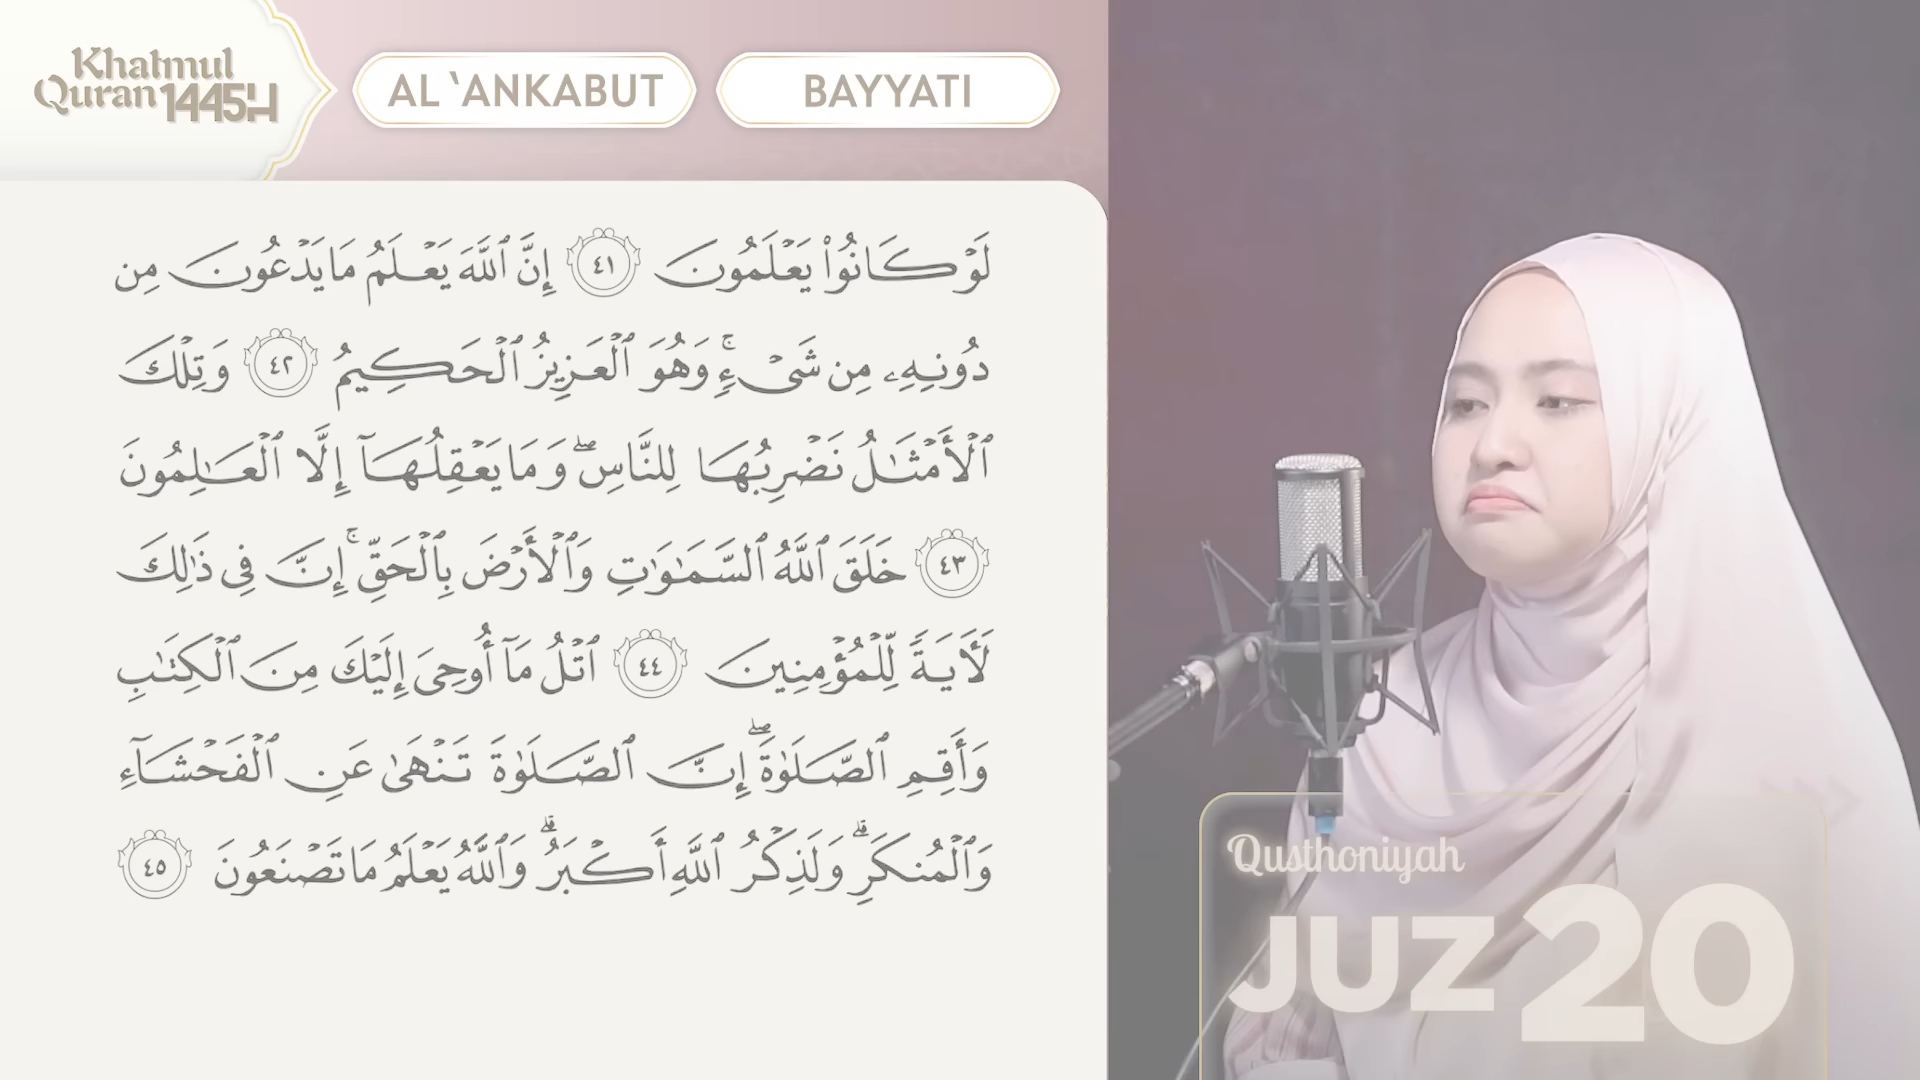 Khatmul
Quran 1445H
AL 'ANKABUT
BAYYATI
لَوْ كَانُوا۟ يَعْلَمُونَ ٤١ إِنَّ ٱللَّهَ يَعْلَمُ مَا يَدْعُونَ مِن
دُونِهِۦ مِن شَىْءٍۚ وَهُوَ ٱلْعَزِيزُ ٱلْحَكِيمُ ٤٢ وَتِلْكَ
ٱلْأَمْثَـٰلُ نَضْرِبُهَا لِلنَّاسِۖ وَمَا يَعْقِلُهَآ إِلَّا ٱلْعَـٰلِمُونَ
٤٣ خَلَقَ ٱللَّهُ ٱلسَّمَـٰوَٰتِ وَٱلْأَرْضَ بِٱلْحَقِّۚ إِنَّ فِى ذَٰلِكَ
لَـَٔايَةً لِّلْمُؤْمِنِينَ ٤٤ ٱتْلُ مَآ أُوحِىَ إِلَيْكَ مِنَ ٱلْكِتَـٰبِ
وَأَقِمِ ٱلصَّلَوٰةَۖ إِنَّ ٱلصَّلَوٰةَ تَنْهَىٰ عَنِ ٱلْفَحْشَآءِ
وَٱلْمُنكَرِۗ وَلَذِكْرُ ٱللَّهِ أَكْبَرُۗ وَٱللَّهُ يَعْلَمُ مَا تَصْنَعُونَ ٤٥
Qusthoniyah
JUZ 20